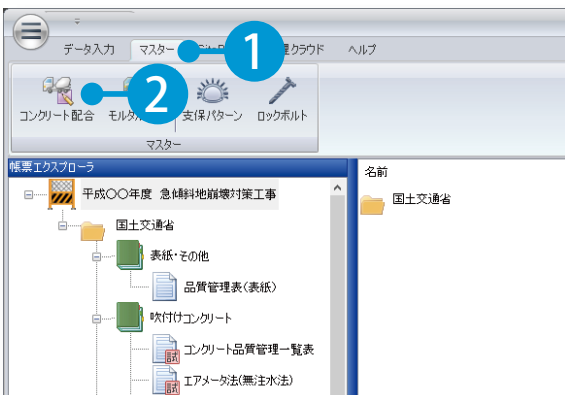 データ入力 マスター クラウド ヘルプ
1
2
コンクリート配合 モルタル 支保パターン ロックボルト
マスター
帳票エクスプローラ
名前
平成〇〇年度 急傾斜地崩壊対策工事
国土交通省
国土交通省
表紙・その他
品質管理表(表紙)
吹付けコンクリート
試 コンクリート品質管理一覧表
試 エアメータ法(無注水法)